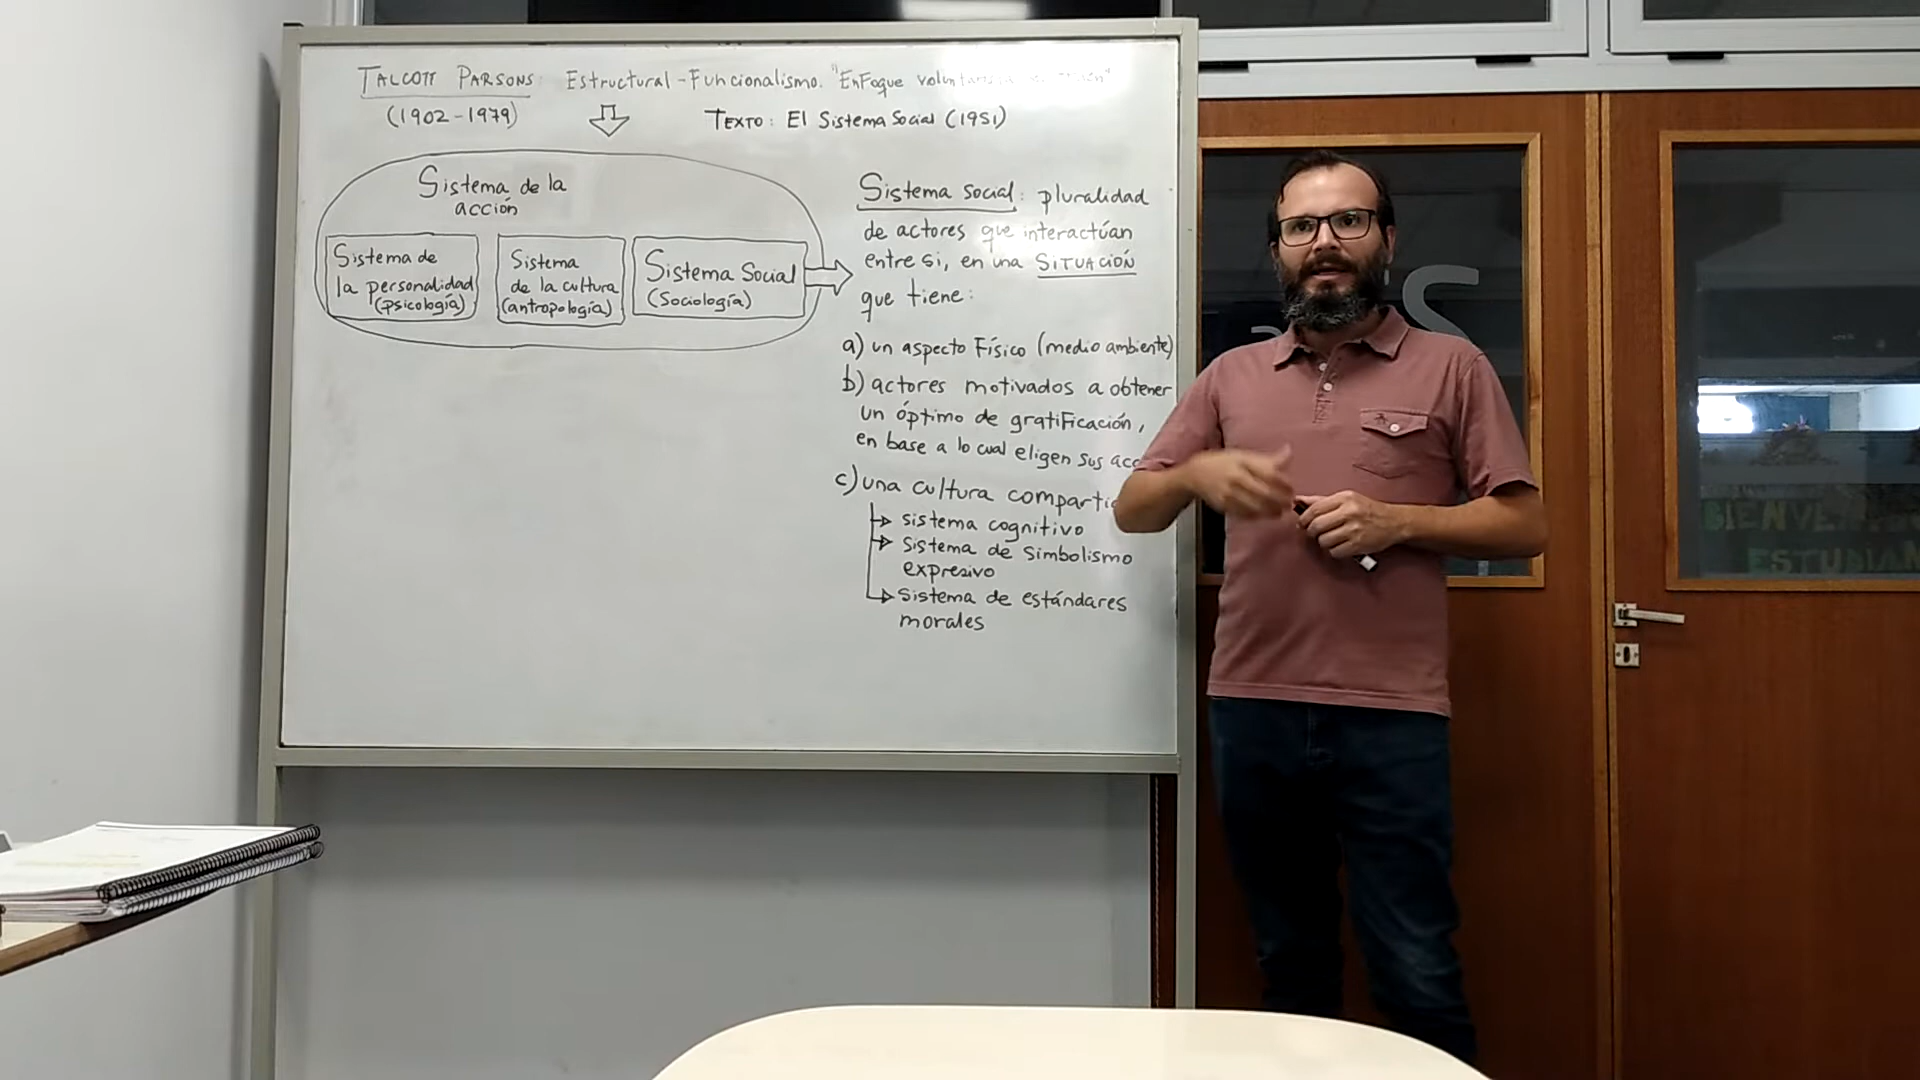 TALCOTT PARSONS: Estructural-Funcionalismo. "EnFoque
(1902-1979)
TEXTO: El Sistema Social (1951)
Sistema de la
acción
Sistema de
la personalidad
(psicología)
Sistema
de la cultura
(antropología)
Sistema Social
(Sociología)
Sistema social: pluralidad
de actores que interactúan
entre si, en una SITUACIÓN
que tiene:
a) un aspecto Físico (medio ambiente)
b) actores motivados a obtener
un óptimo de gratiFicación,
en base a lo cual eligen sus
c) una cultura
sistema cognitivo
Sistema de Simbolismo
expresivo
Sistema de estándares
morales